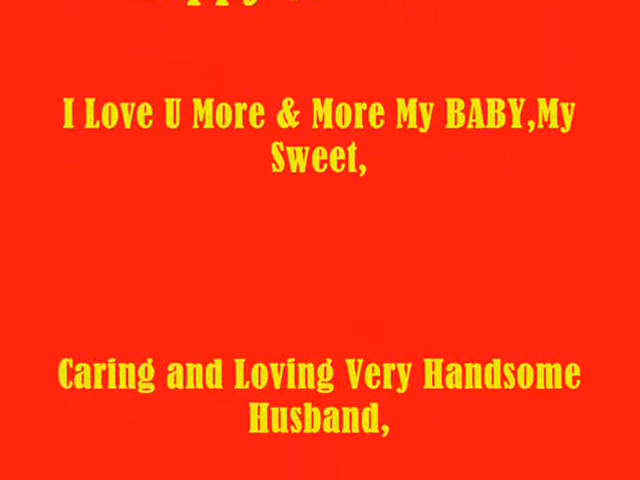 I Love U More & More My BABY,My
Sweet,
Caring and Loving Very Handsome
Husband,